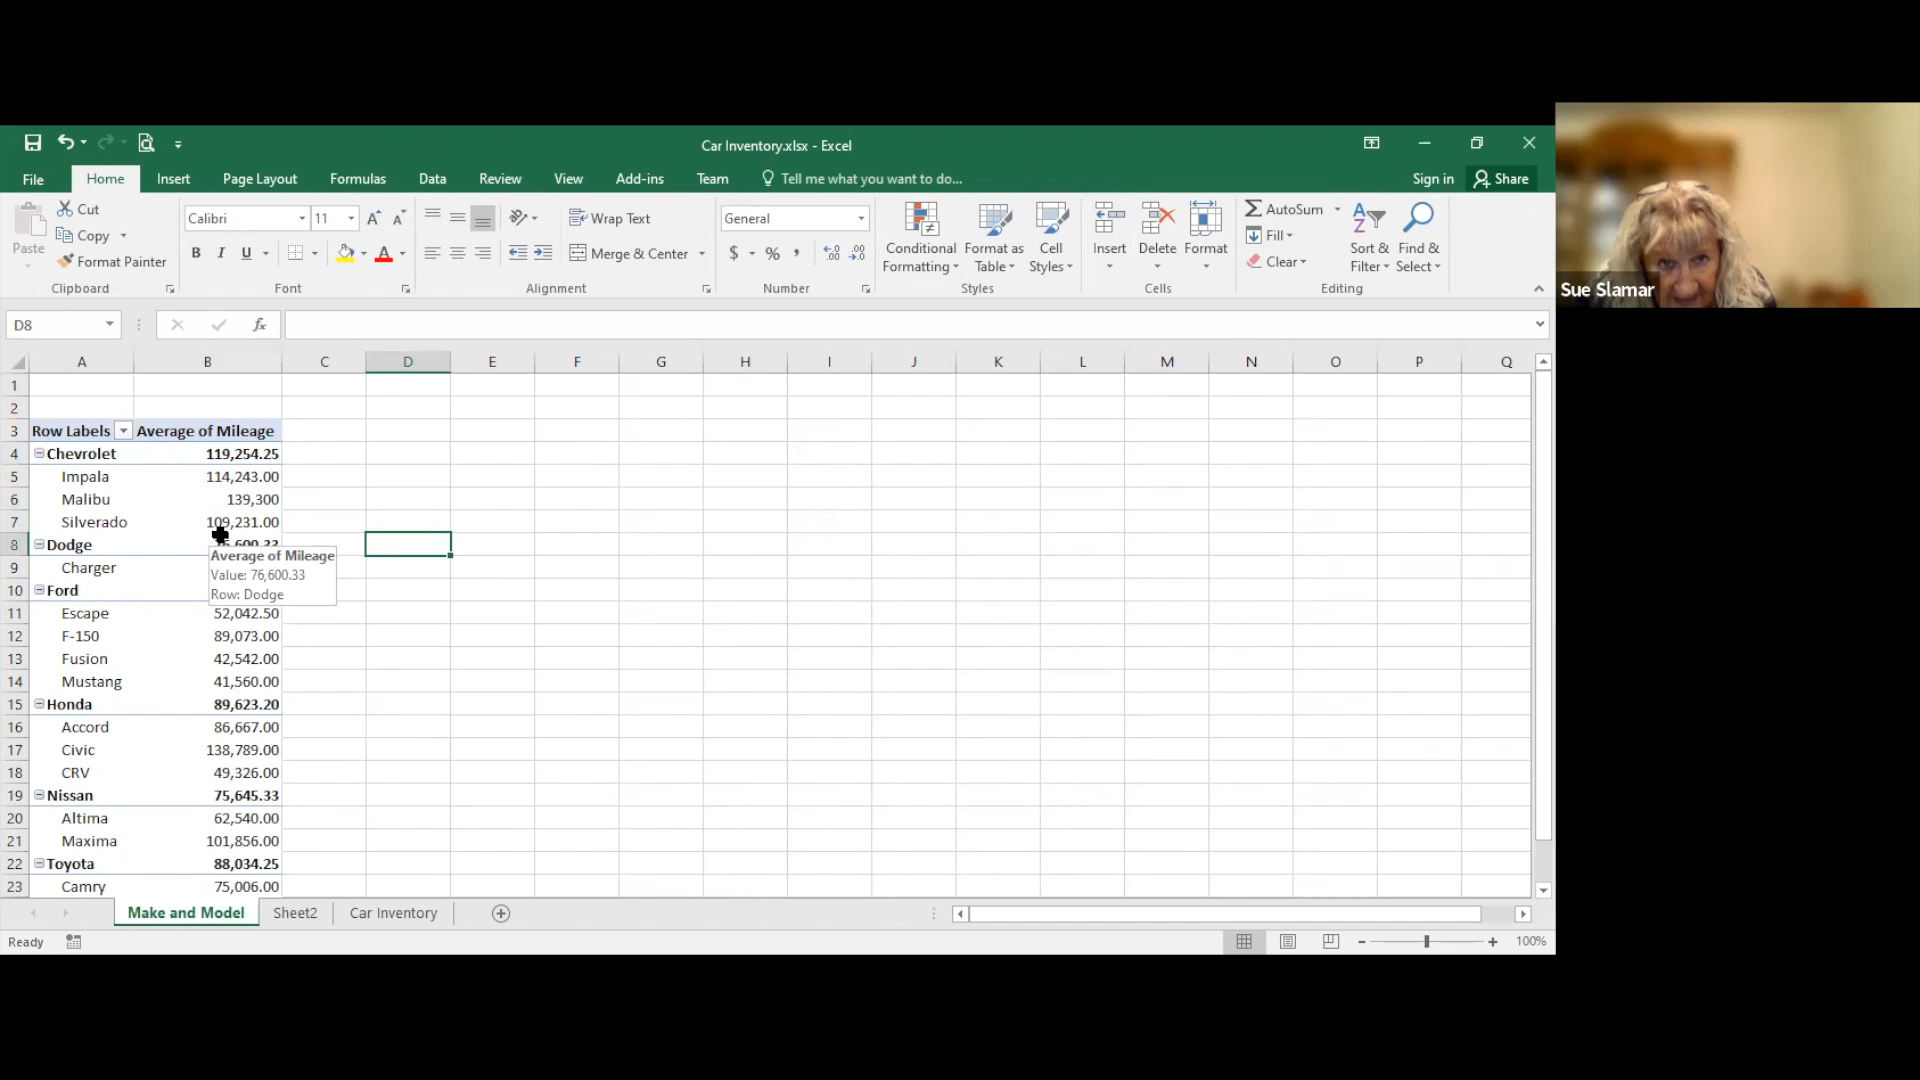 Car Inventory.xlsx - Excel
File Home Insert Page Layout Formulas Data Review View Add-ins Team Tell me what you want to do... Sign in Share
Paste
Cut
Copy
Format Painter
Clipboard
Calibri 11
B I U
Font
Wrap Text
Merge & Center
Alignment
General
$ % ,
Number
Conditional Formatting
Format as Table
Cell Styles
Styles
Insert
Delete
Format
Cells
AutoSum
Fill
Clear
Sort & Filter
Find & Select
Editing
Sue Slamar
D8 fx
A B C D E F G H I J K L M N O P Q
1
2
3 Row Labels Average of Mileage
4 Chevrolet 119,254.25
5 Impala 114,243.00
6 Malibu 139,300
7 Silverado 109,231.00
8 Dodge
9 Charger
10 Ford
Average of Mileage
Value: 76,600.33
Row: Dodge
11 Escape 52,042.50
12 F-150 89,073.00
13 Fusion 42,542.00
14 Mustang 41,560.00
15 Honda 89,623.20
16 Accord 86,667.00
17 Civic 138,789.00
18 CRV 49,326.00
19 Nissan 75,645.33
20 Altima 62,540.00
21 Maxima 101,856.00
22 Toyota 88,034.25
23 Camry 75,006.00
Make and Model Sheet2 Car Inventory
Ready 100%